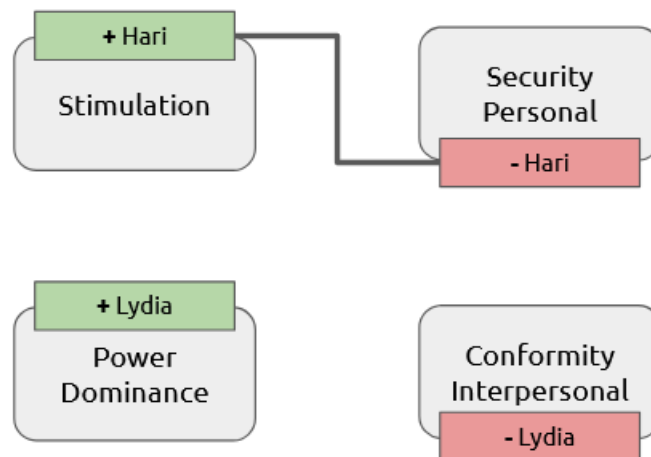 + Hari
Stimulation
Security
Personal
- Hari
+ Lydia
Power
Dominance
Conformity
Interpersonal
- Lydia